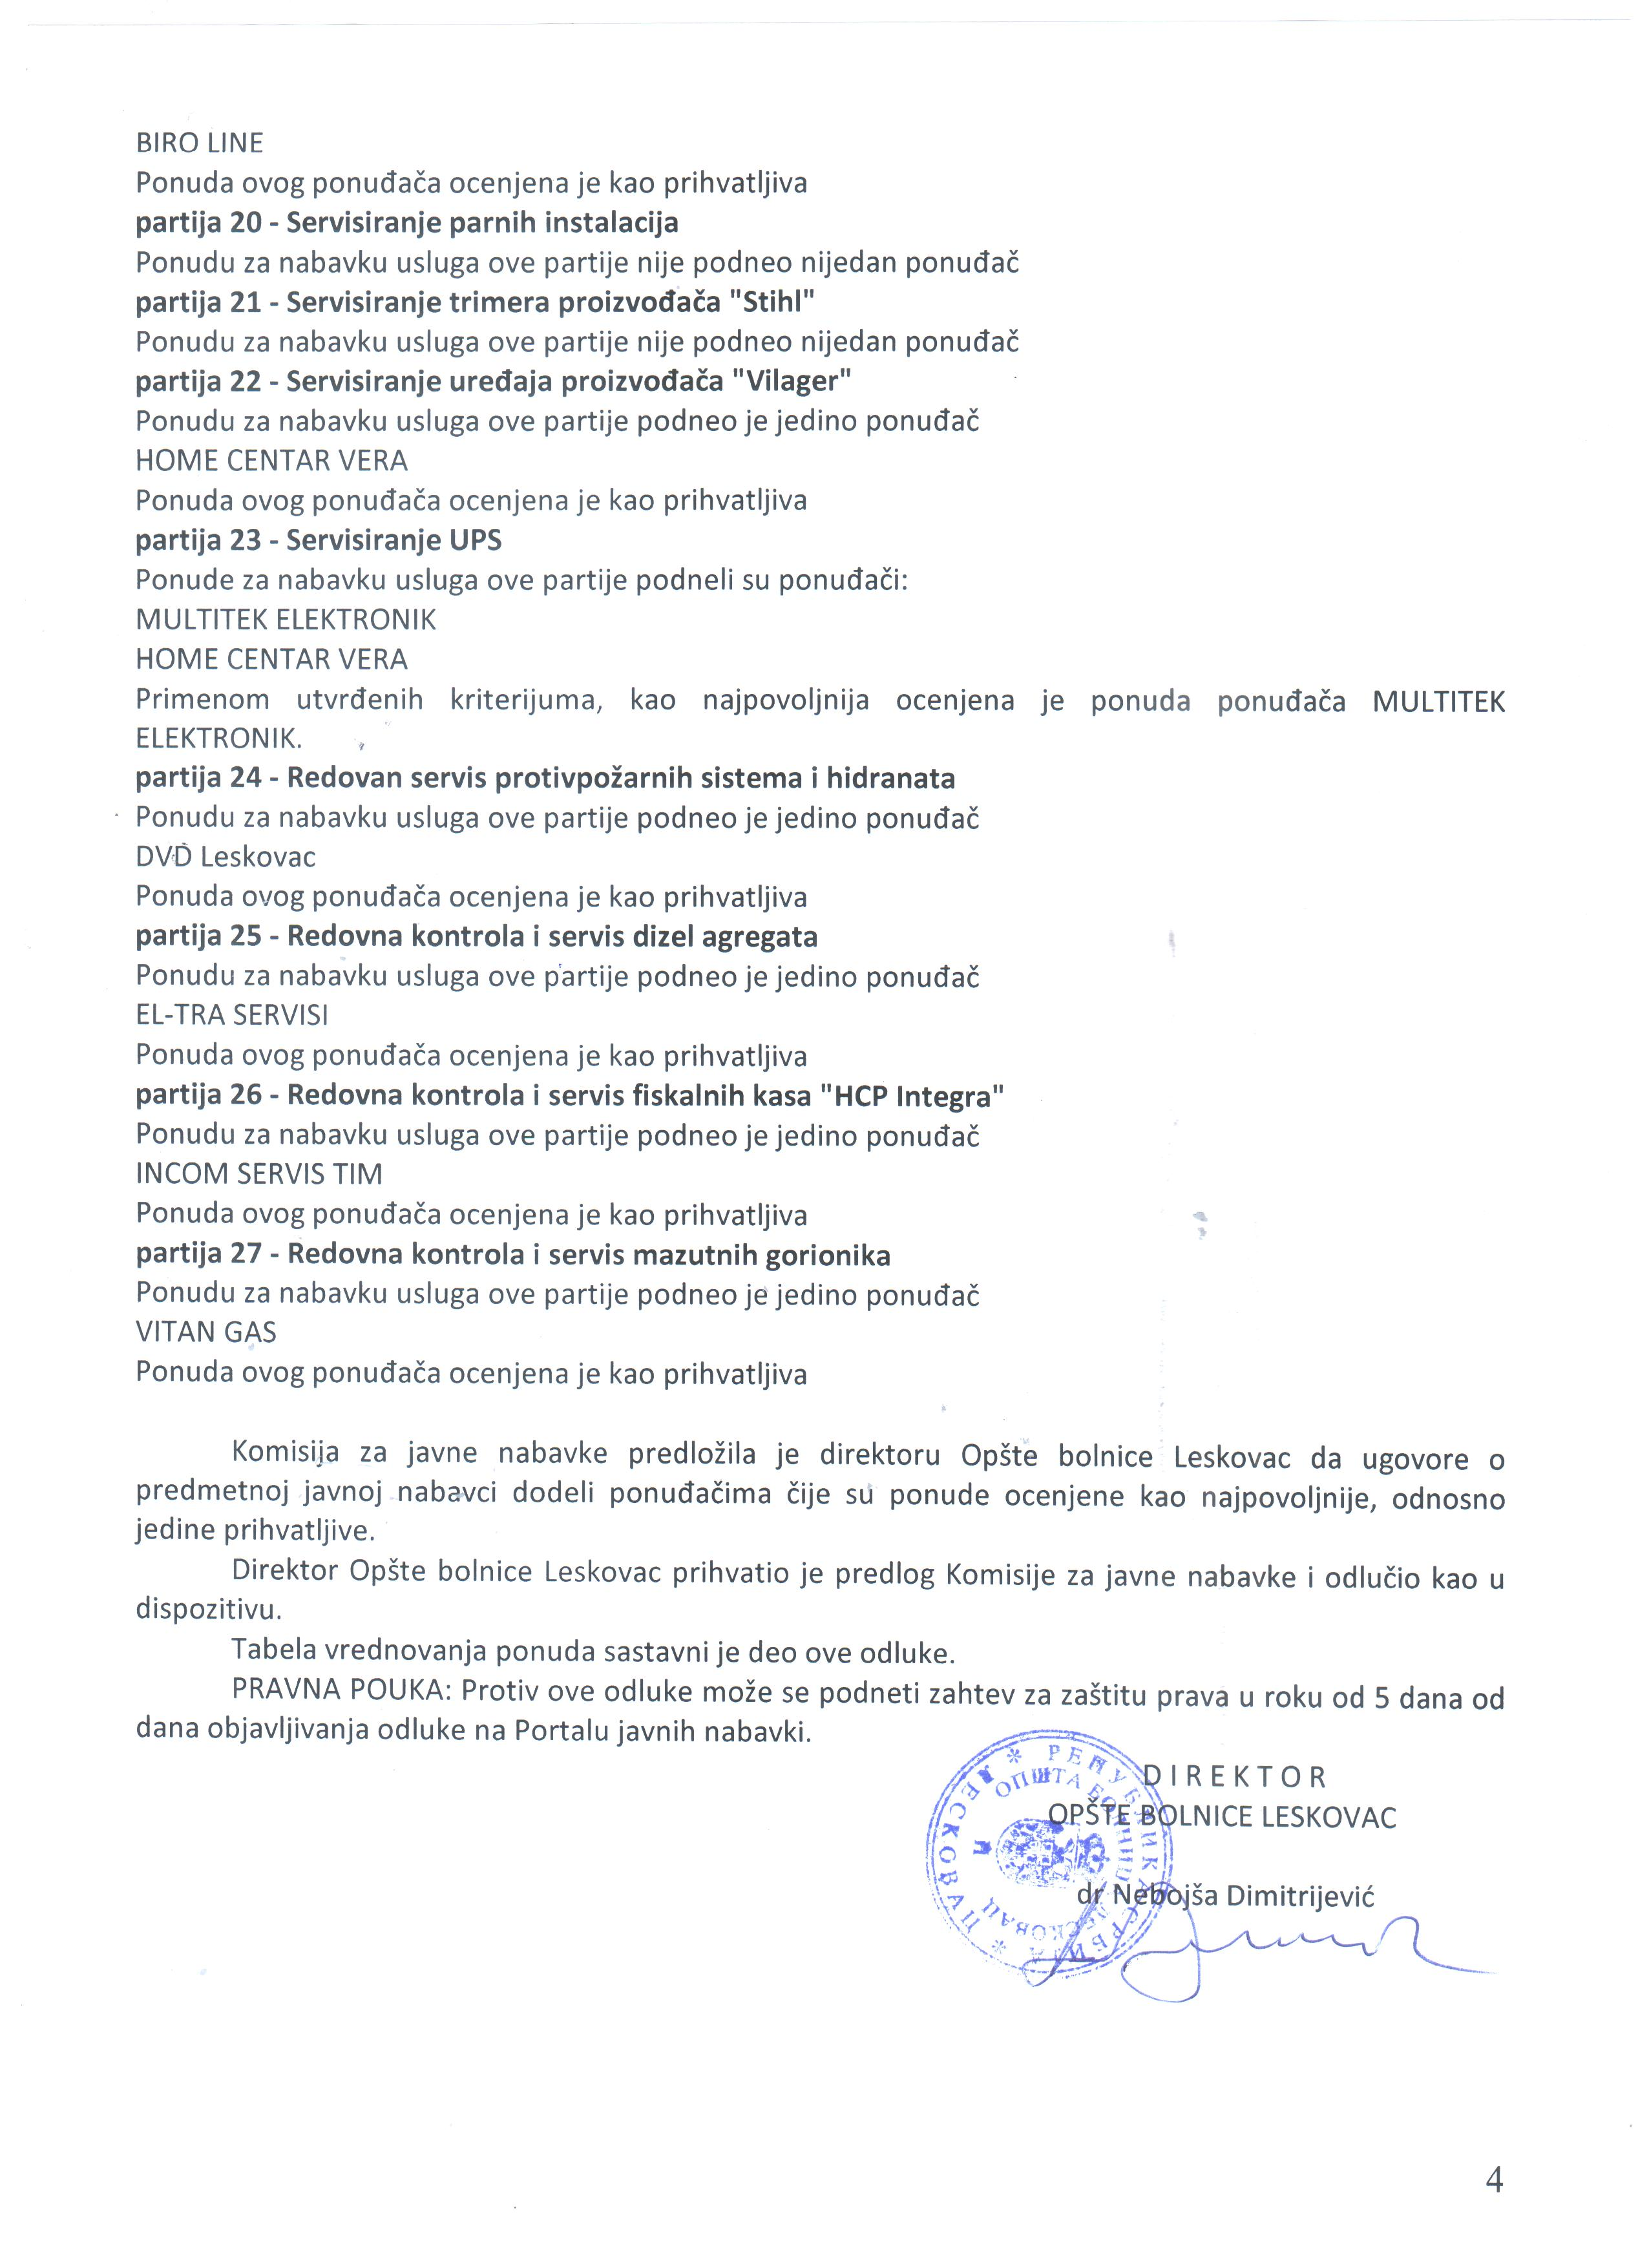 BIRO LINE
Ponuda ovog ponuđača ocenjena je kao prihvatljiva
partija 20 - Servisiranje parnih instalacija
Ponudu za nabavku usluga ove partije nije podneo nijedan ponuđač
partija 21 - Servisiranje trimera proizvođača "Stihl"
Ponudu za nabavku usluga ove partije nije podneo nijedan ponuđač
partija 22 - Servisiranje uređaja proizvođača "Vilager"
Ponudu za nabavku usluga ove partije podneo je jedino ponuđač
HOME CENTAR VERA
Ponuda ovog ponuđača ocenjena je kao prihvatljiva
partija 23 - Servisiranje UPS
Ponude za nabavku usluga ove partije podneli su ponuđači:
MULTITEK ELEKTRONIK
HOME CENTAR VERA
Primenom utvrđenih kriterijuma, kao najpovoljnija ocenjena je ponuda ponuđača MULTITEK
ELEKTRONIK.
partija 24 - Redovan servis protivpožarnih sistema i hidranata
Ponudu za nabavku usluga ove partije podneo je jedino ponuđač
DVD Leskovac
Ponuda ovog ponuđača ocenjena je kao prihvatljiva
partija 25 - Redovna kontrola i servis dizel agregata
Ponudu za nabavku usluga ove partije podneo je jedino ponuđač
EL-TRA SERVISI
Ponuda ovog ponuđača ocenjena je kao prihvatljiva
partija 26 - Redovna kontrola i servis fiskalnih kasa "HCP Integra"
Ponudu za nabavku usluga ove partije podneo je jedino ponuđač
INCOM SERVIS TIM
Ponuda ovog ponuđača ocenjena je kao prihvatljiva
partija 27 - Redovna kontrola i servis mazutnih gorionika
Ponudu za nabavku usluga ove partije podneo je jedino ponuđač
VITAN GAS
Ponuda ovog ponuđača ocenjena je kao prihvatljiva
Komisija za javne nabavke predložila je direktoru Opšte bolnice Leskovac da ugovore o
predmetnoj javnoj nabavci dodeli ponuđačima čije su ponude ocenjene kao najpovoljnije, odnosno
jedine prihvatljive.
Direktor Opšte bolnice Leskovac prihvatio je predlog Komisije za javne nabavke i odlučio kao u
dispozitivu.
Tabela vrednovanja ponuda sastavni je deo ove odluke.
PRAVNA POUKA: Protiv ove odluke može se podneti zahtev za zaštitu prava u roku od 5 dana od
dana objavljivanja odluke na Portalu javnih nabavki.
D I R E K T O R
OPŠTE BOLNICE LESKOVAC
dr Nebojša Dimitrijević
РЕПУБЛИКА СРБИЈА * ЛЕСКОВАЦ *
ОПШТА БОЛНИЦА ЛЕСКОВАЦ
4